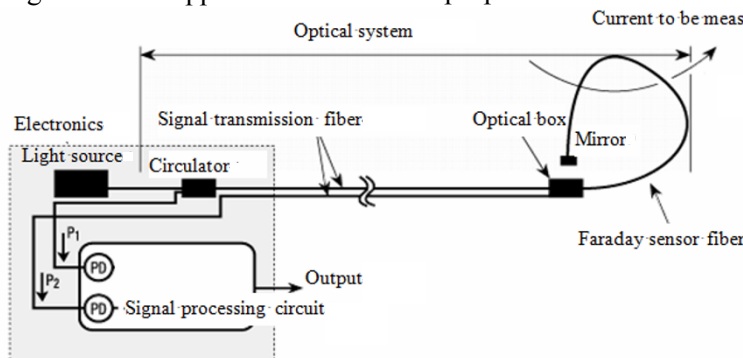 Current to be meas
Optical system
Signal transmission fiber
Optical box
Electronics
Light source
Circulator
Mirror
Faraday sensor fiber
P1
PD
Output
P2
PD
Signal processing circuit